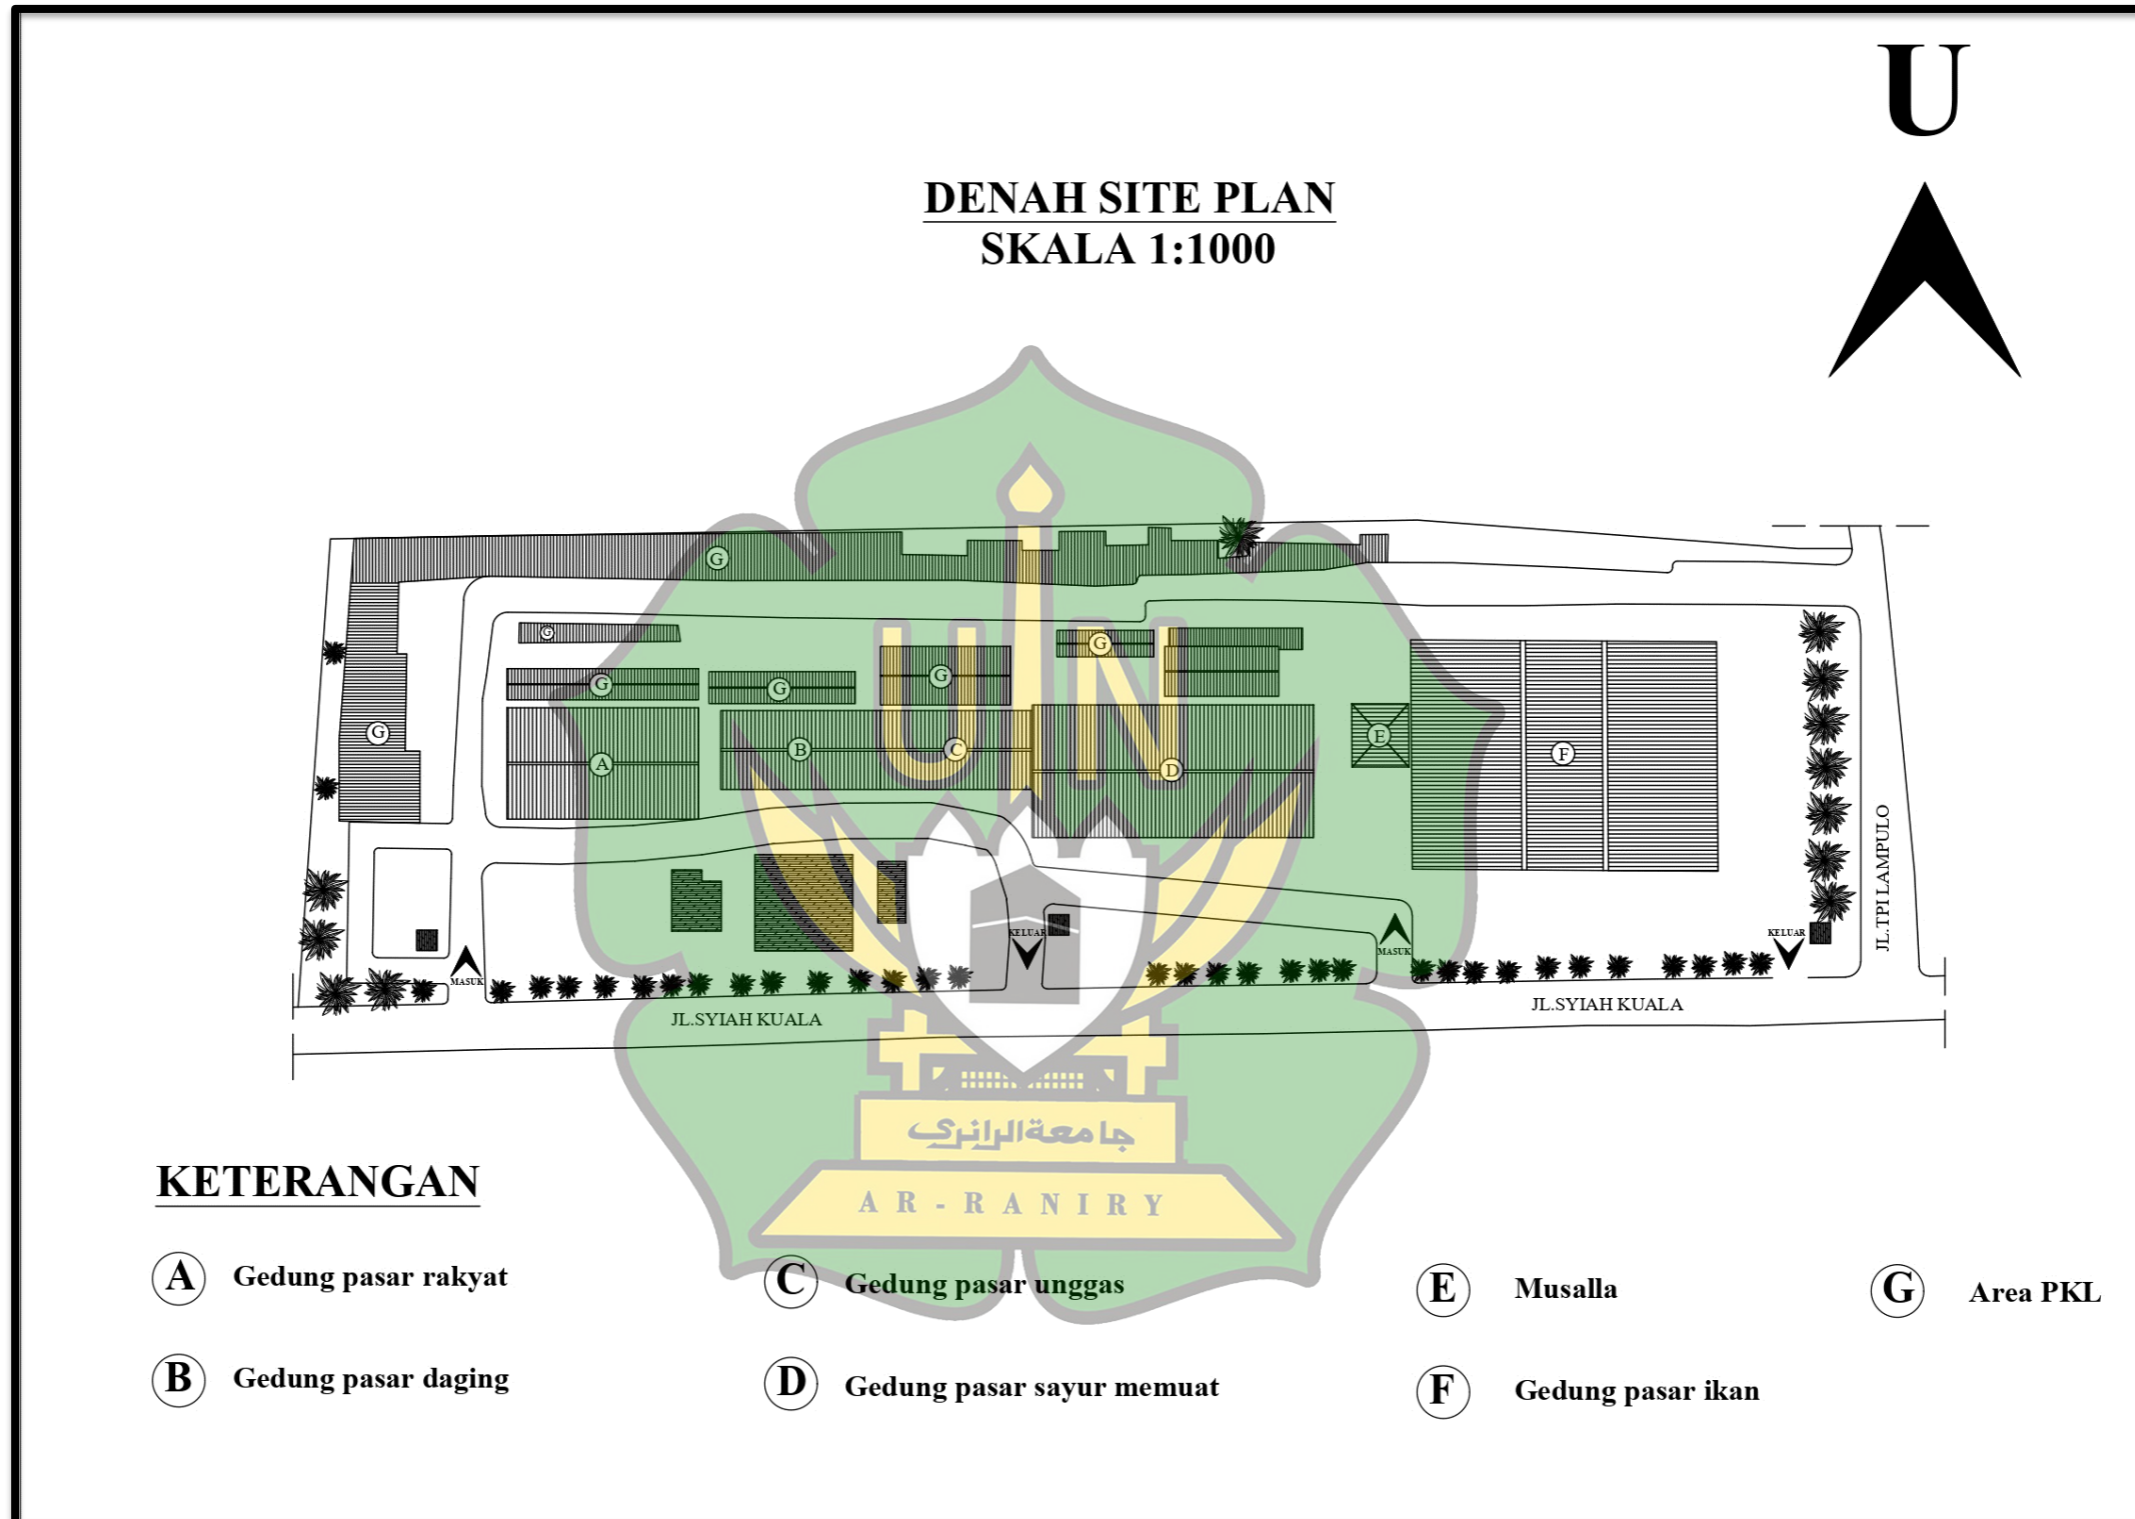 U
DENAH SITE PLAN
SKALA 1:1000
G
G
G
G
G
G
G
A
B
C
D
E
F
UIN
KELUAR
MASUK
KELUAR
MASUK
JL.SYIAH KUALA
JL.SYIAH KUALA
JL.TPI LAMPULO
جامعة الرانري
AR-RANIRY
KETERANGAN
A Gedung pasar rakyat
C Gedung pasar unggas
E Musalla
G Area PKL
B Gedung pasar daging
D Gedung pasar sayur memuat
F Gedung pasar ikan